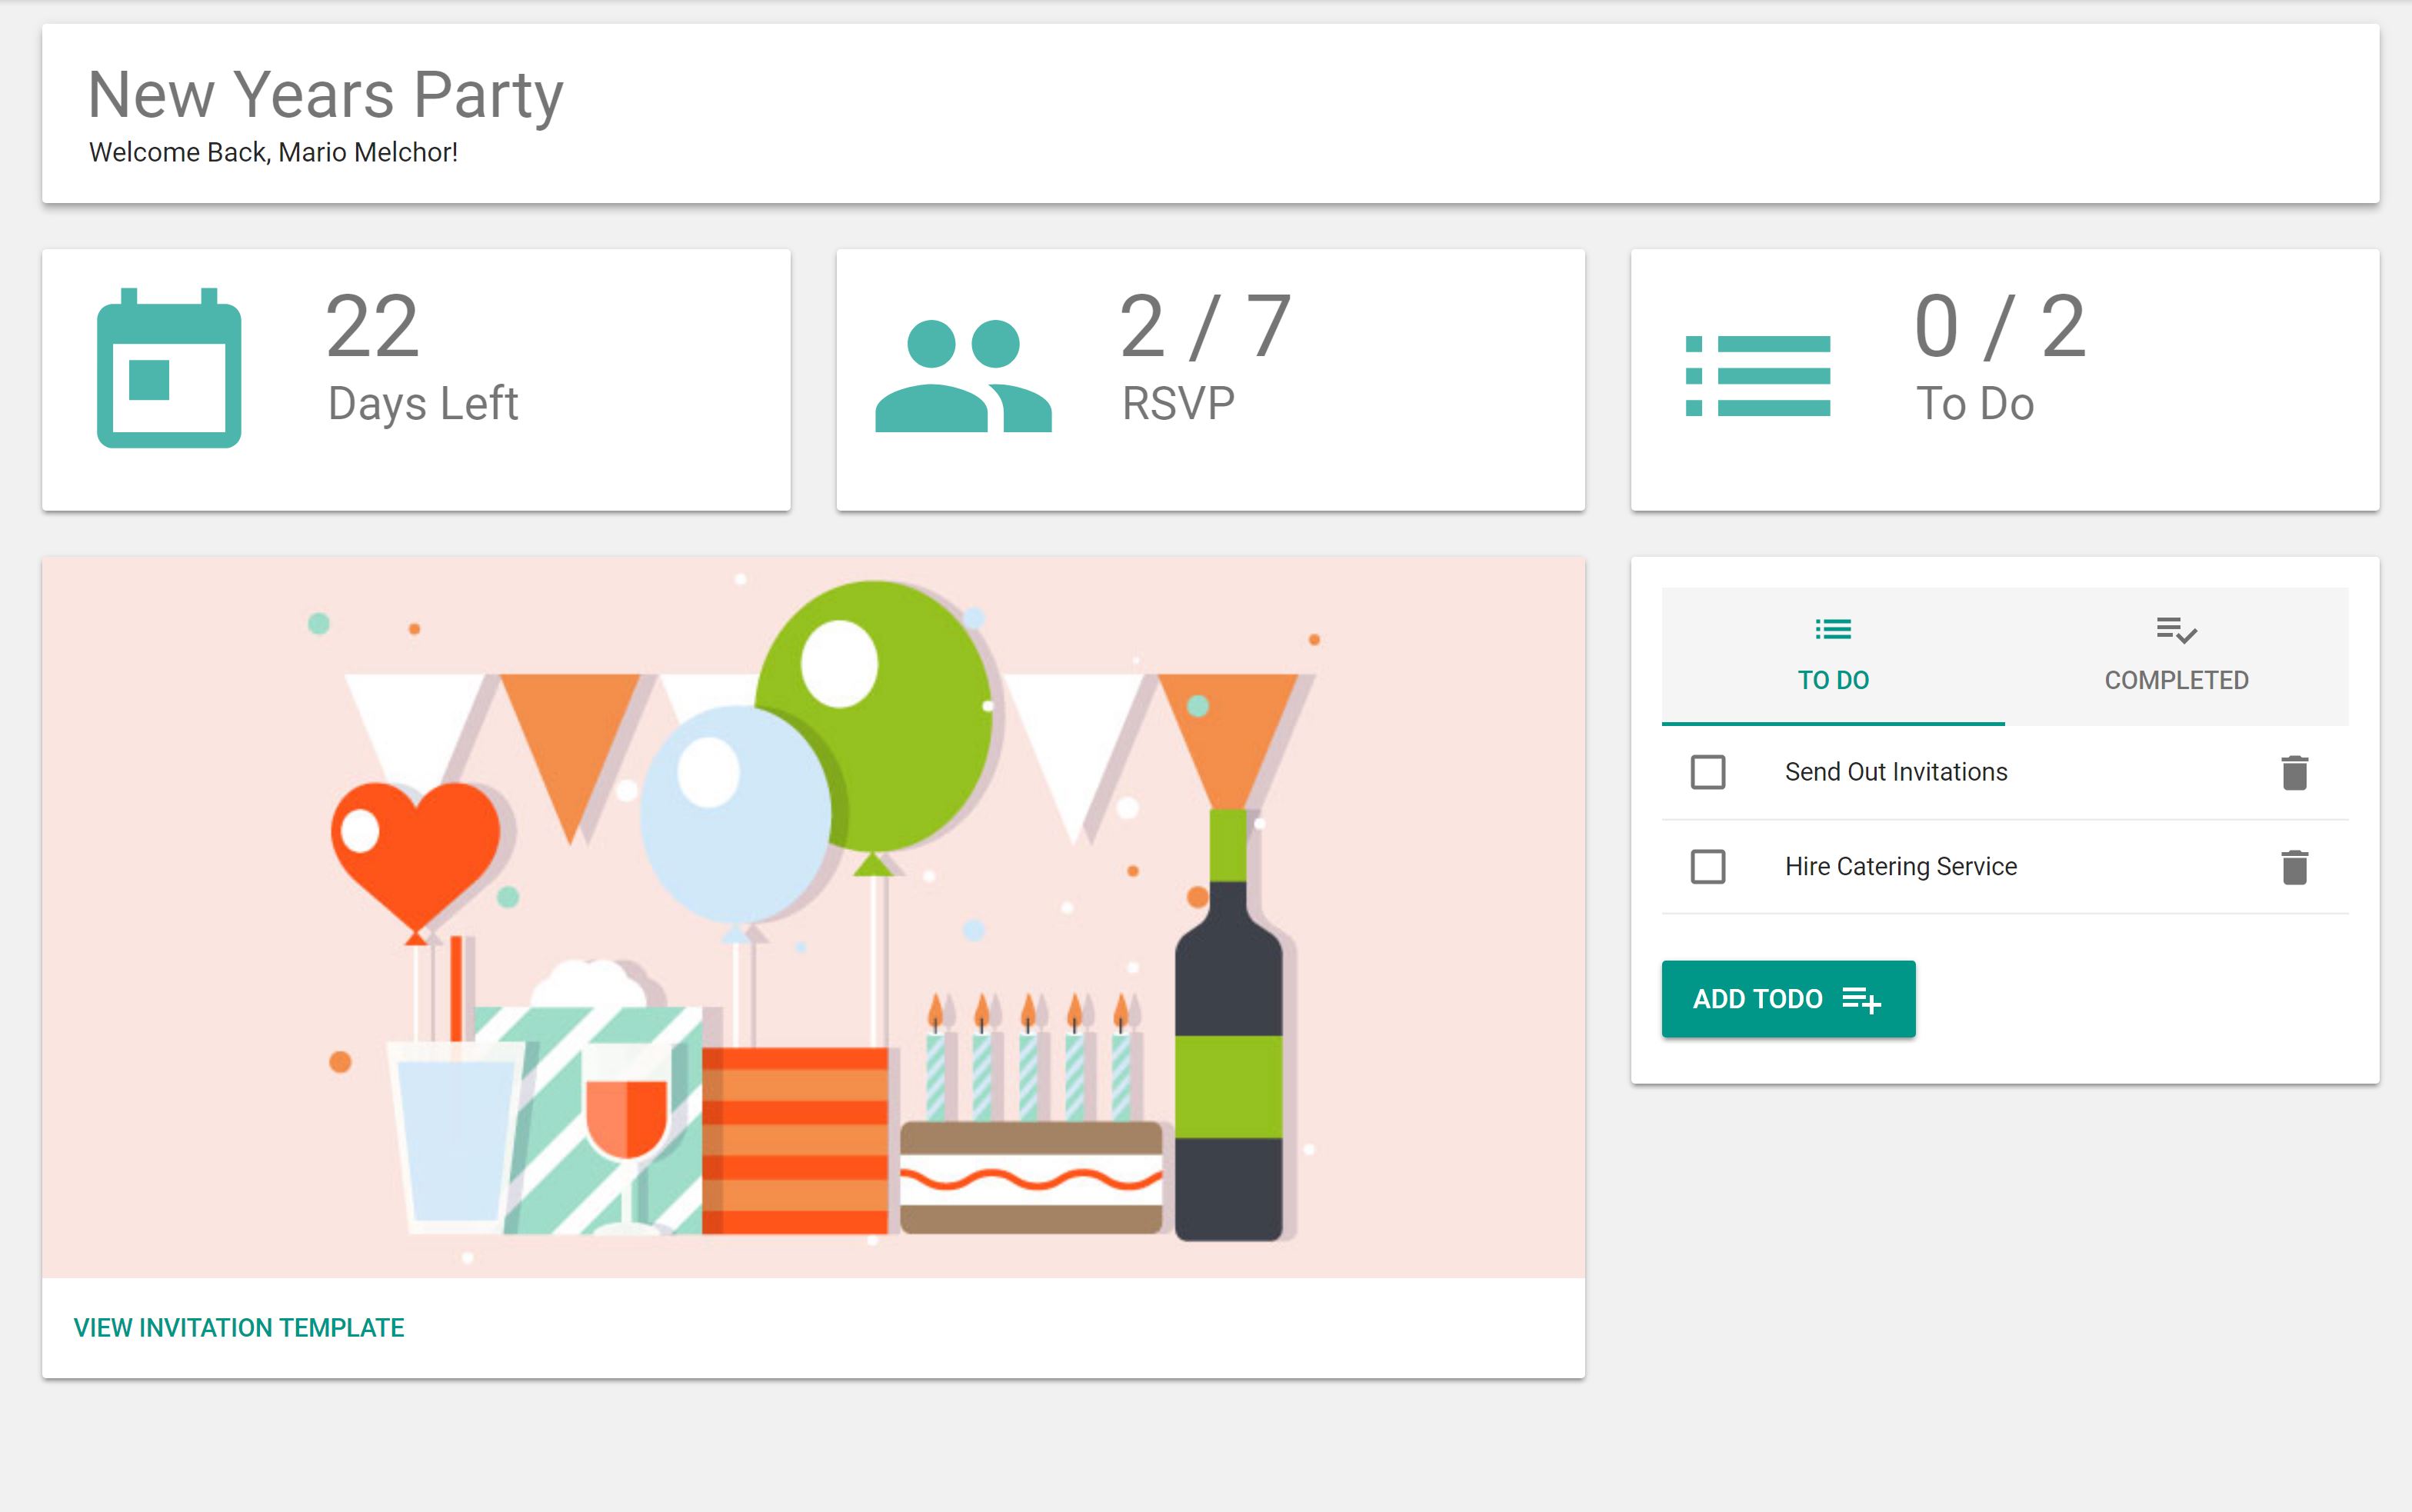 New Years Party
Welcome Back, Mario Melchor!
22
Days Left
2 / 7
RSVP
0 / 2
To Do
TO DO
COMPLETED
Send Out Invitations
Hire Catering Service
ADD TODO
VIEW INVITATION TEMPLATE